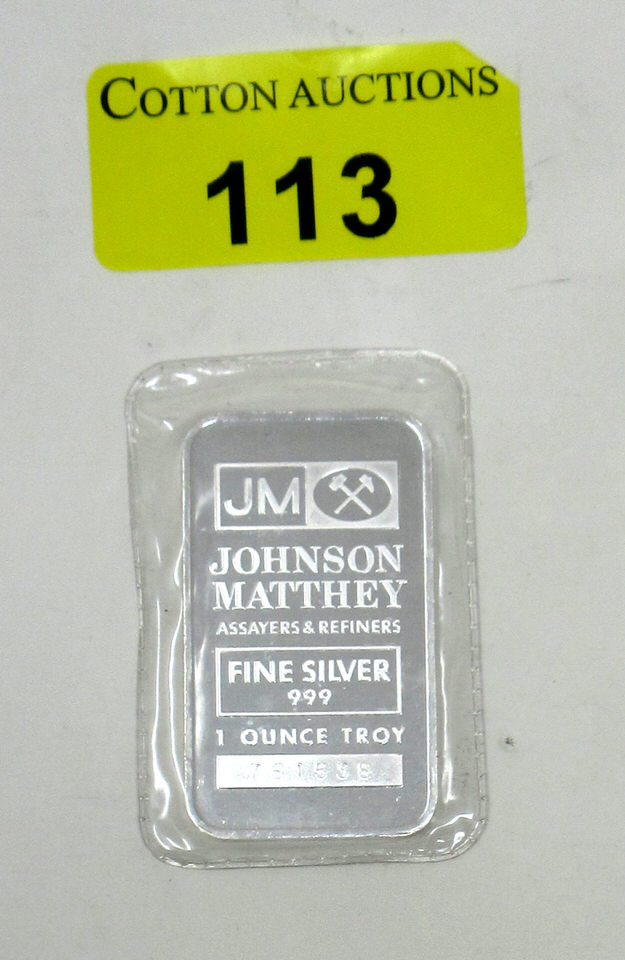 COTTON AUCTIONS
113
JM
JOHNSON
MATTHEY
ASSAYERS & REFINERS
FINE SILVER
999
1 OUNCE TROY